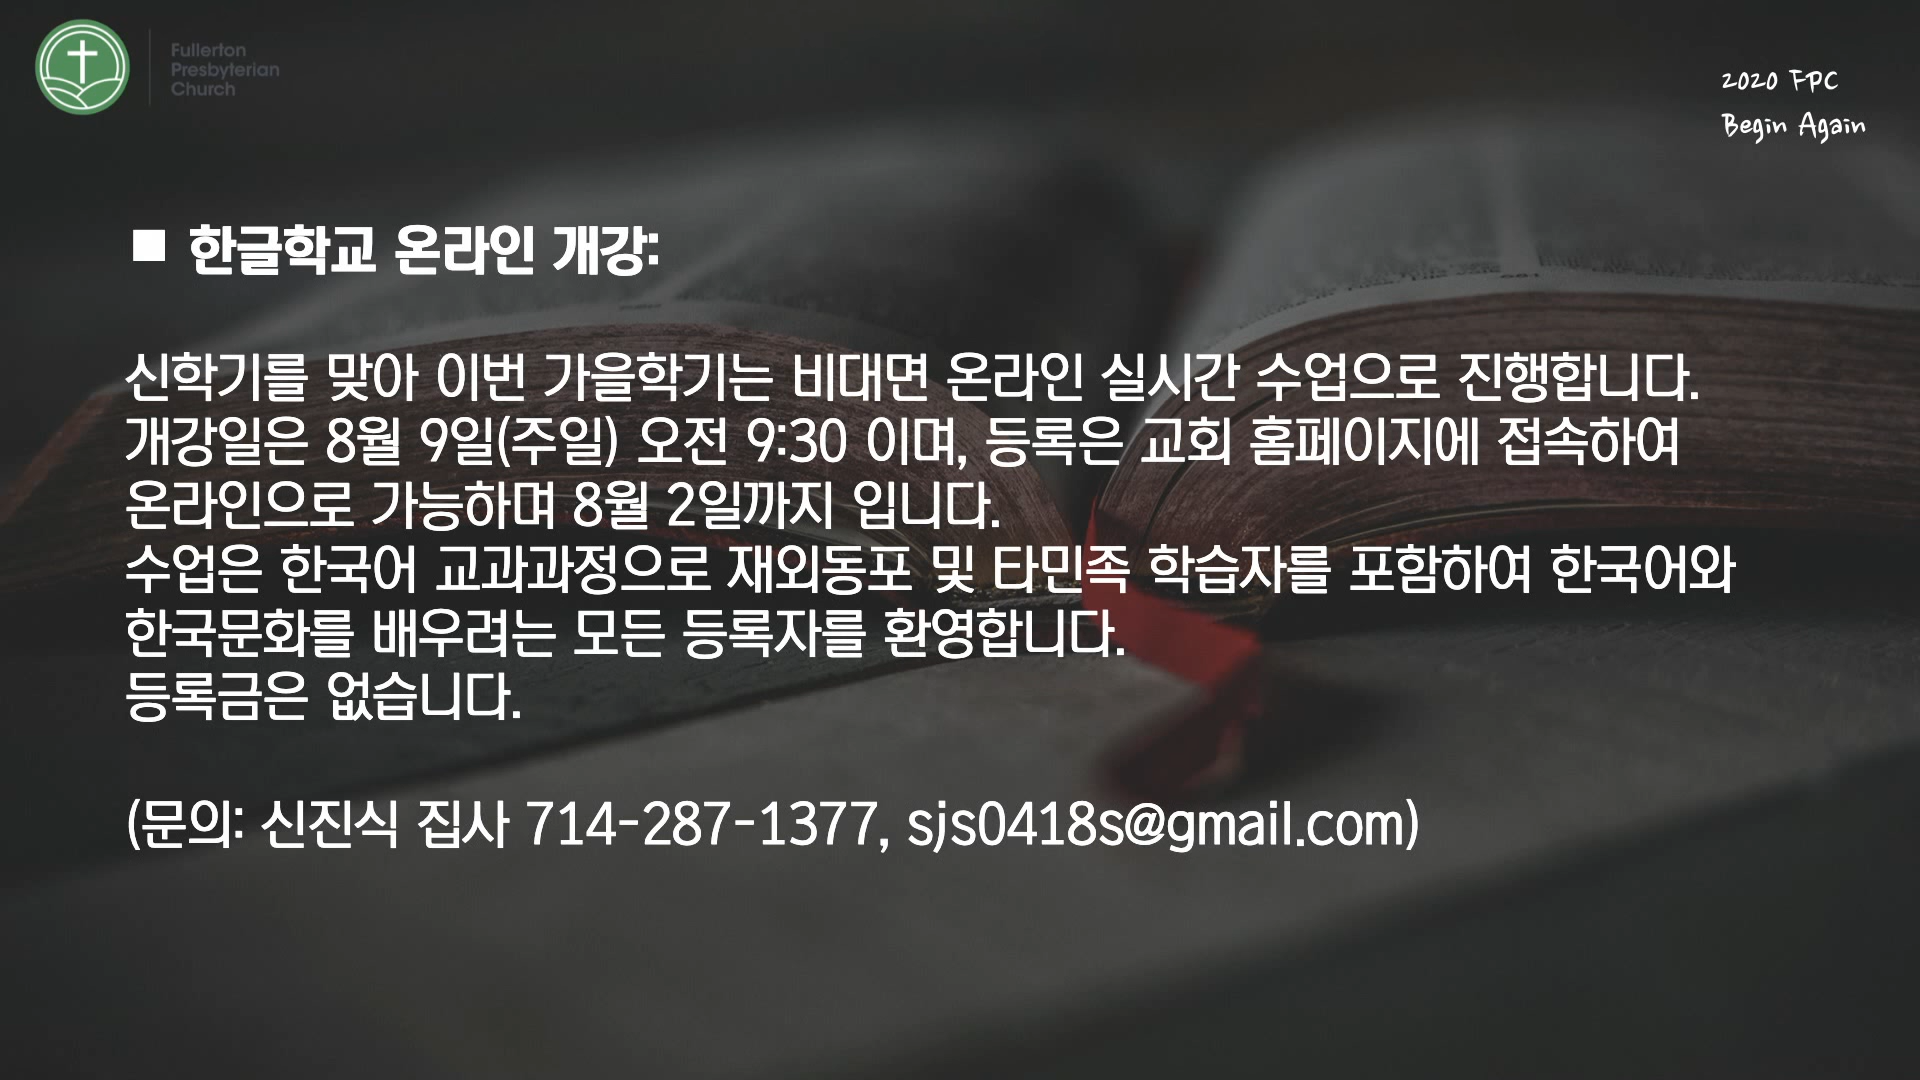 Fullerton
Presbyterian
Church
2020 FPC
Begin Again
■ 한글학교 온라인 개강:
신학기를 맞아 이번 가을학기는 비대면 온라인 실시간 수업으로 진행합니다.
개강일은 8월 9일(주일) 오전 9:30 이며, 등록은 교회 홈페이지에 접속하여
온라인으로 가능하며 8월 2일까지 입니다.
수업은 한국어 교과과정으로 재외동포 및 타민족 학습자를 포함하여 한국어와
한국문화를 배우려는 모든 등록자를 환영합니다.
등록금은 없습니다.
(문의: 신진식 집사 714-287-1377, sjs0418s@gmail.com)